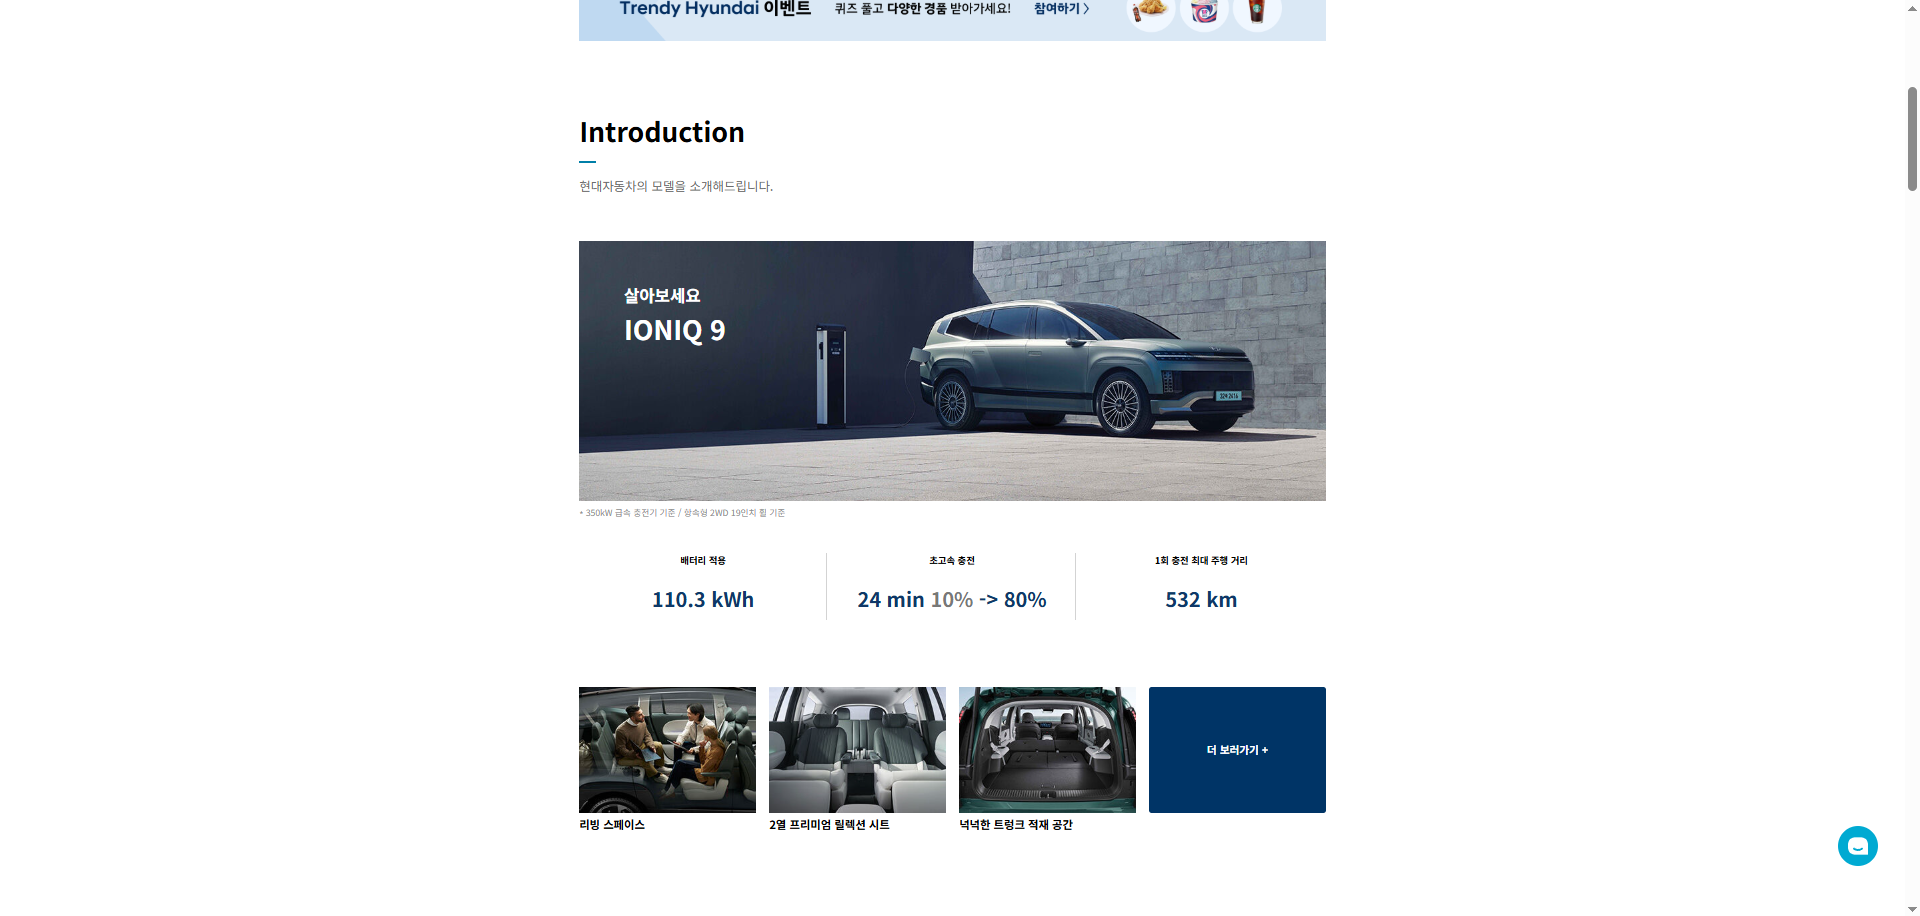 Trendy Hyundai 이벤트 퀴즈 풀고 다양한 경품 받아가세요! 참여하기 >
Introduction
현대자동차의 모델을 소개해드립니다.
살아보세요
IONIQ 9
* 350kW 급속 충전기 기준 / 항속형 2WD 19인치 휠 기준
배터리 적용
110.3 kWh
초고속 충전
24 min 10% -> 80%
1회 충전 최대 주행 거리
532 km
리빙 스페이스
2열 프리미엄 릴렉션 시트
넉넉한 트렁크 적재 공간
더 보러가기 +